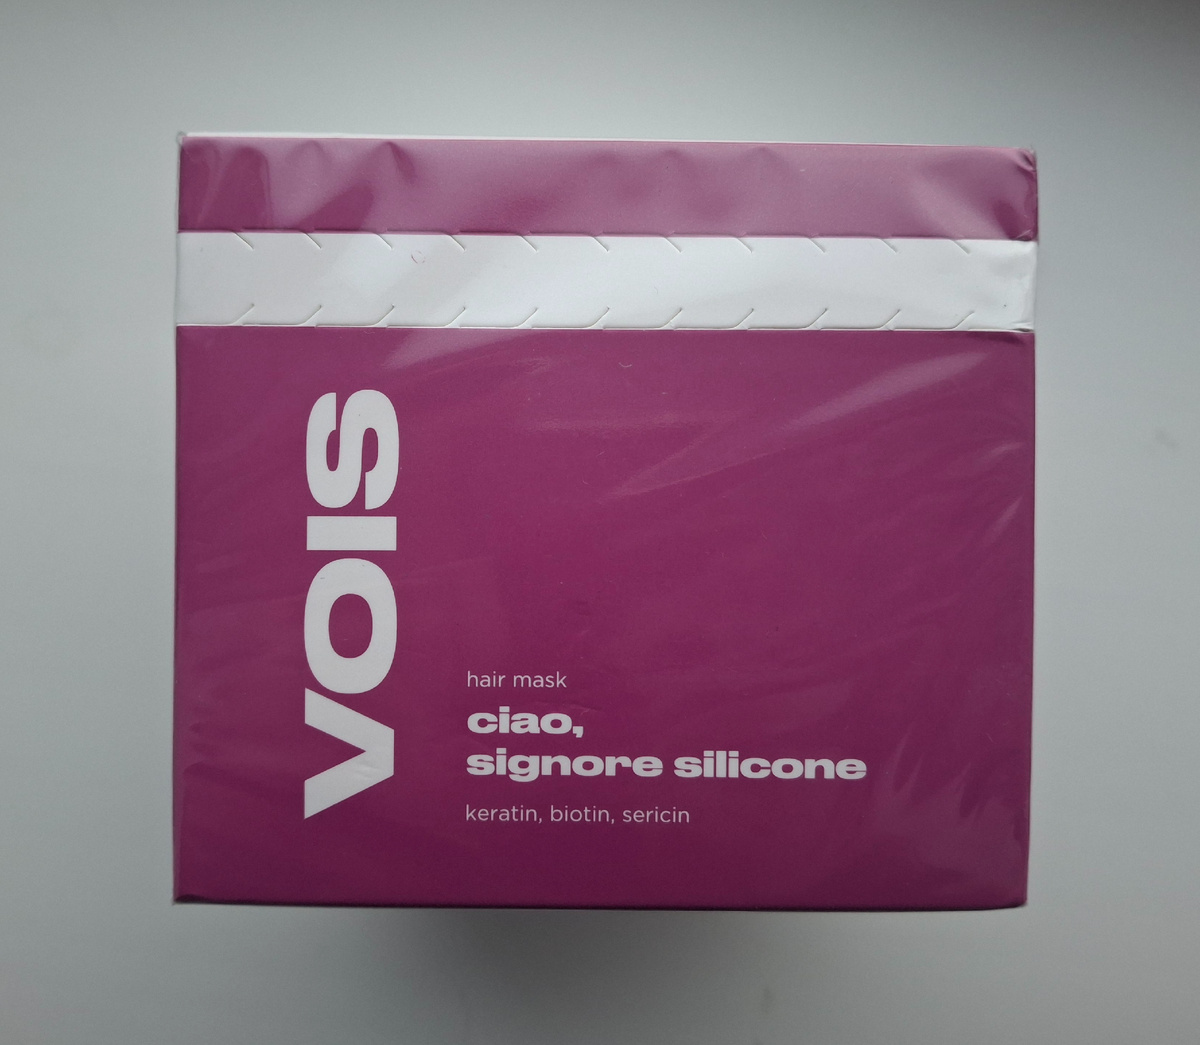 vois
hair mask
ciao,
signore silicone
keratin, biotin, sericin